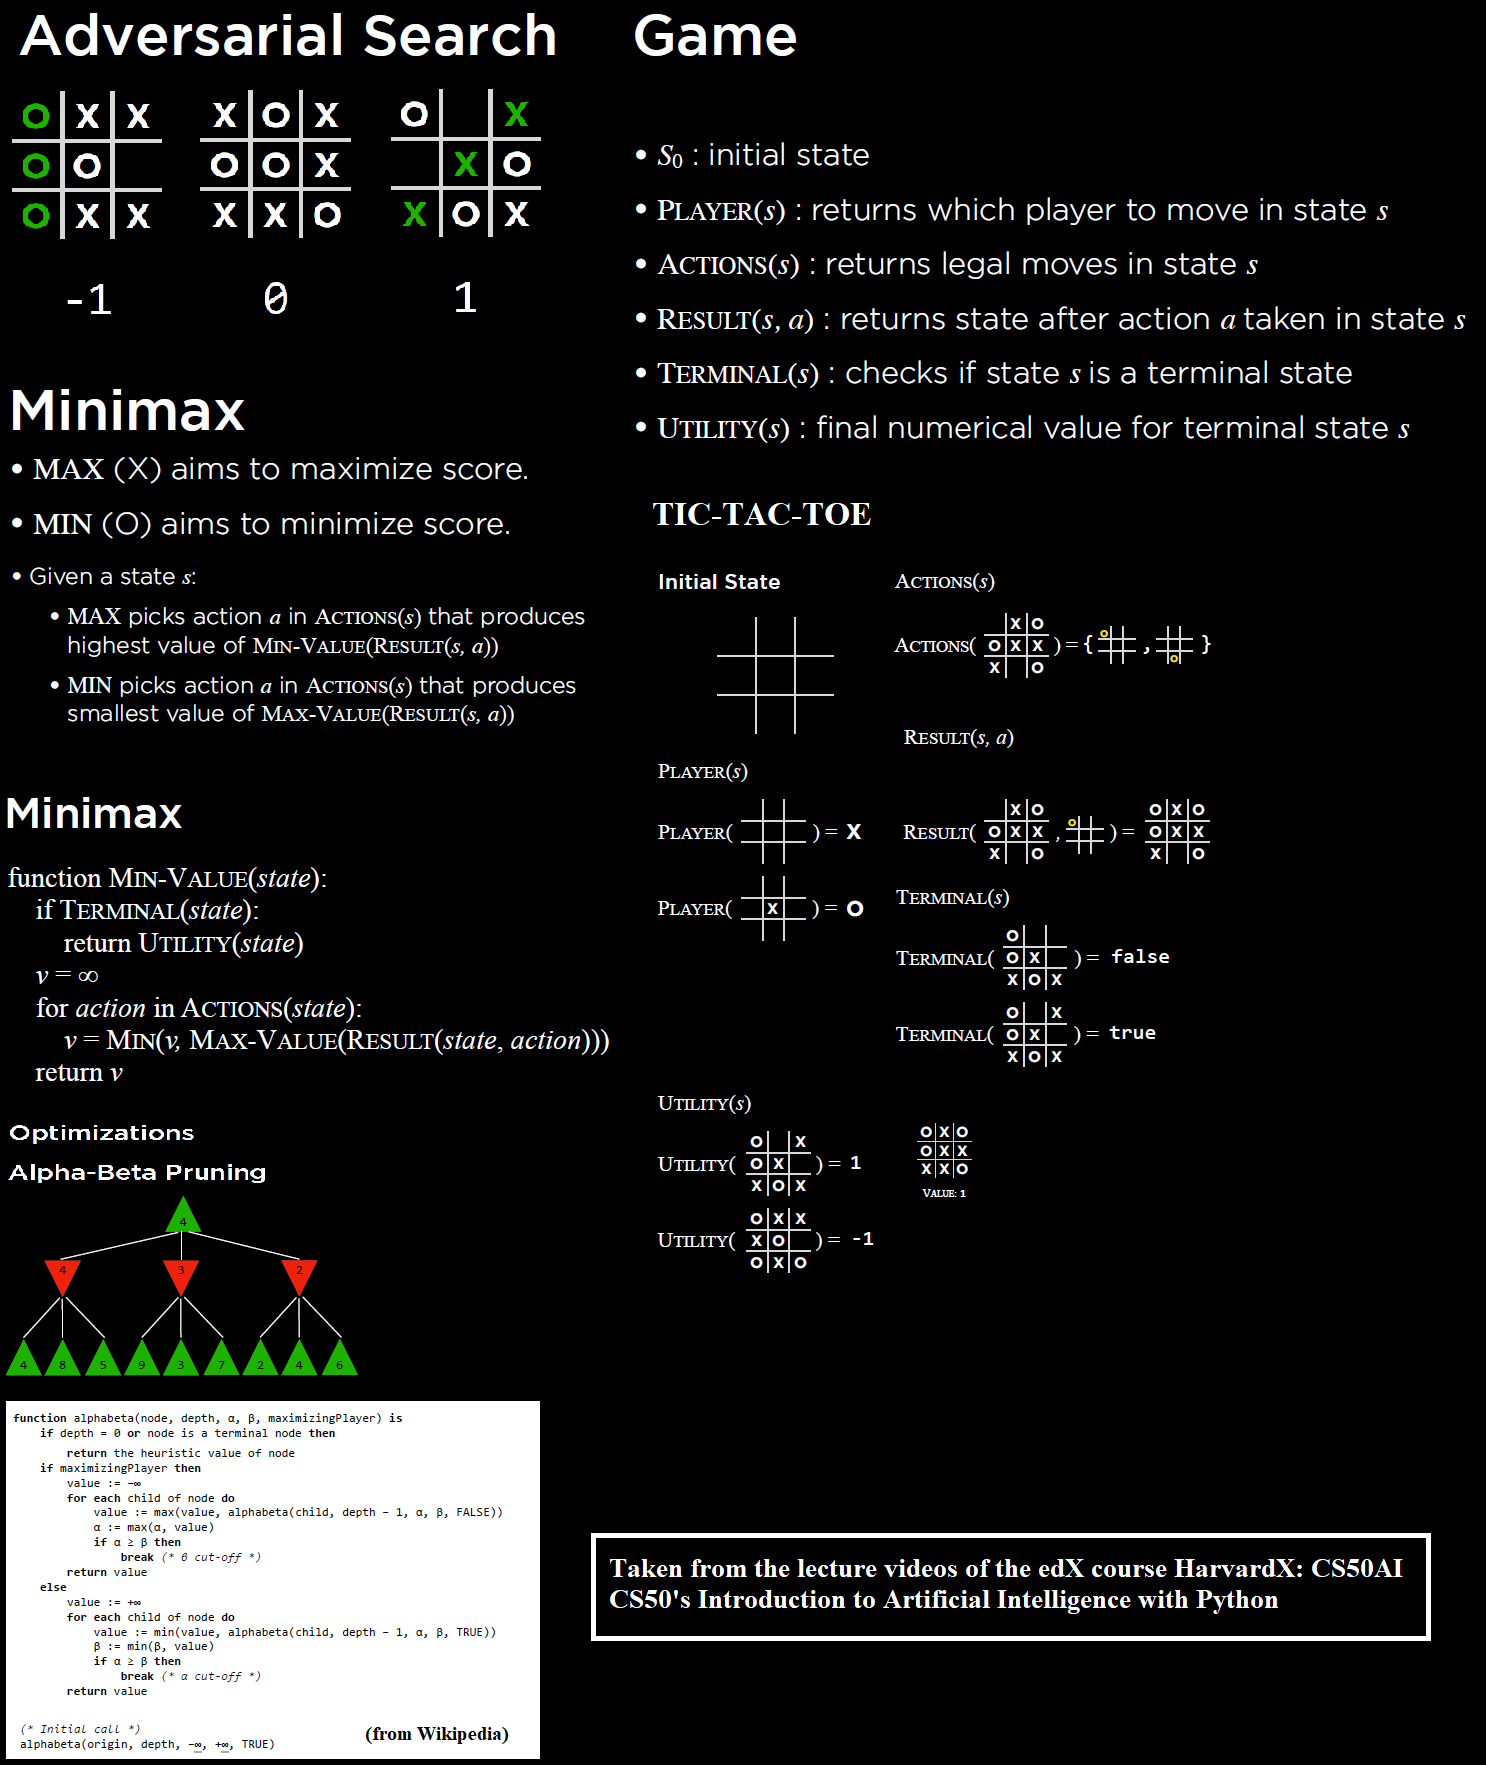 Adversarial Search
O X X
O O
O X X
-1
X O X
O O X
X X O
0
O X
X O
X O X
1
Minimax
• MAX (X) aims to maximize score.
• MIN (O) aims to minimize score.
• Given a state s:
• MAX picks action a in ACTIONS(s) that produces
highest value of MIN-VALUE(RESULT(s, a))
• MIN picks action a in ACTIONS(s) that produces
smallest value of MAX-VALUE(RESULT(s, a))
Minimax
function MIN-VALUE(state):
if TERMINAL(state):
return UTILITY(state)
v = ∞
for action in ACTIONS(state):
v = MIN(v, MAX-VALUE(RESULT(state, action)))
return v
Optimizations
Alpha-Beta Pruning
4
4 3 2
4 8 5 9 3 7 2 4 6
function alphabeta(node, depth, α, β, maximizingPlayer) is
if depth = 0 or node is a terminal node then
return the heuristic value of node
if maximizingPlayer then
value := −∞
for each child of node do
value := max(value, alphabeta(child, depth − 1, α, β, FALSE))
α := max(α, value)
if α ≥ β then
break (* β cut-off *)
return value
else
value := +∞
for each child of node do
value := min(value, alphabeta(child, depth − 1, α, β, TRUE))
β := min(β, value)
if α ≥ β then
break (* α cut-off *)
return value
(* Initial call *)
alphabeta(origin, depth, −∞, +∞, TRUE)
(from Wikipedia)
Game
• S0 : initial state
• PLAYER(s) : returns which player to move in state s
• ACTIONS(s) : returns legal moves in state s
• RESULT(s, a) : returns state after action a taken in state s
• TERMINAL(s) : checks if state s is a terminal state
• UTILITY(s) : final numerical value for terminal state s
TIC-TAC-TOE
Initial State
PLAYER(s)
PLAYER( ) = X
X
PLAYER( ) = O
ACTIONS(s)
X O
ACTIONS( O X X ) = { O , O }
X O
RESULT(s, a)
X O O X O
RESULT( O X X , O ) = O X X
X O X O
TERMINAL(s)
O
TERMINAL( O X ) = false
X O X
O X
TERMINAL( O X ) = true
X O X
UTILITY(s)
O X
UTILITY( O X ) = 1
X O X
O X X
UTILITY( X O ) = -1
O X O
O X O
O X X
X X O
VALUE: 1
Taken from the lecture videos of the edX course HarvardX: CS50AI
CS50's Introduction to Artificial Intelligence with Python